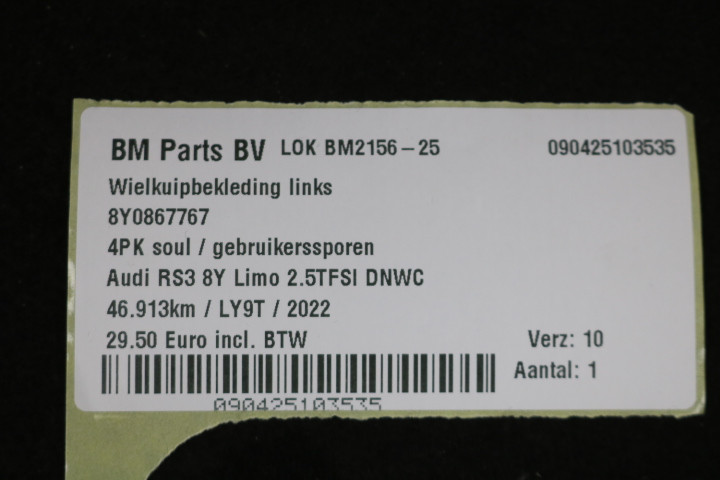 BM Parts BV LOK BM2156-25 090425103535
Wielkuipbekleding links
8Y0867767
4PK soul / gebruikerssporen
Audi RS3 8Y Limo 2.5TFSI DNWC
46.913km / LY9T / 2022
29.50 Euro incl. BTW Verz: 10
Aantal: 1
090425103535